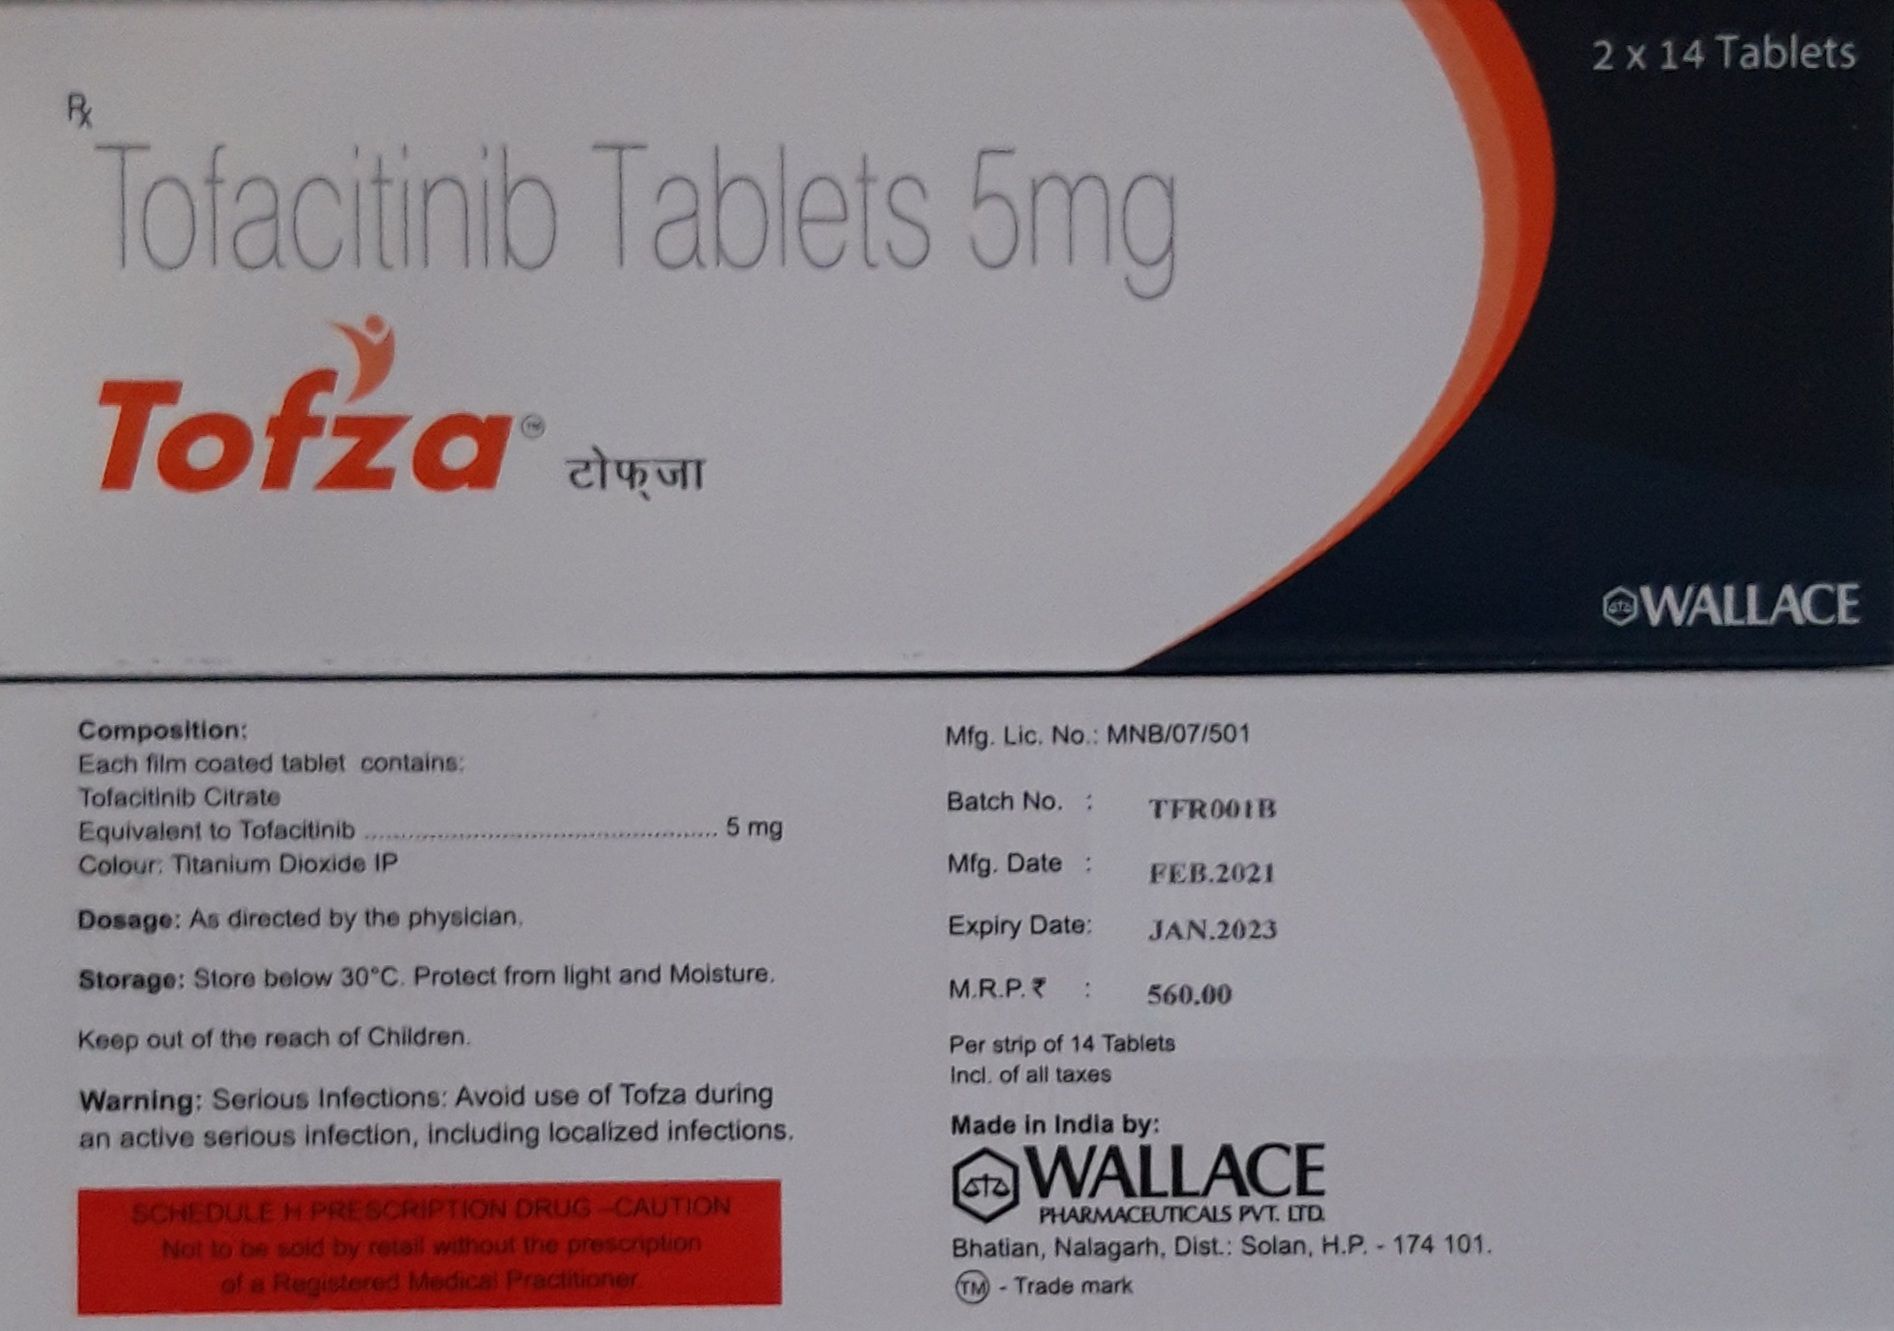 2 x 14 Tablets
Rx
Tofacitinib Tablets 5mg
Tofza TM टोफ्जा
WALLACE
Composition:
Each film coated tablet contains:
Tofacitinib Citrate
Equivalent to Tofacitinib ............................................. 5 mg
Colour: Titanium Dioxide IP
Dosage: As directed by the physician.
Storage: Store below 30°C. Protect from light and Moisture.
Keep out of the reach of Children.
Warning: Serious Infections: Avoid use of Tofza during
an active serious infection, including localized infections.
SCHEDULE H PRESCRIPTION DRUG –CAUTION
Not to be sold by retail without the prescription
of a Registered Medical Practitioner.
Mfg. Lic. No.: MNB/07/501
Batch No. : TFR001B
Mfg. Date : FEB.2021
Expiry Date: JAN.2023
M.R.P.₹ : 560.00
Per strip of 14 Tablets
Incl. of all taxes
Made in India by:
WALLACE
PHARMACEUTICALS PVT. LTD.
Bhatian, Nalagarh, Dist.: Solan, H.P. - 174 101.
TM - Trade mark